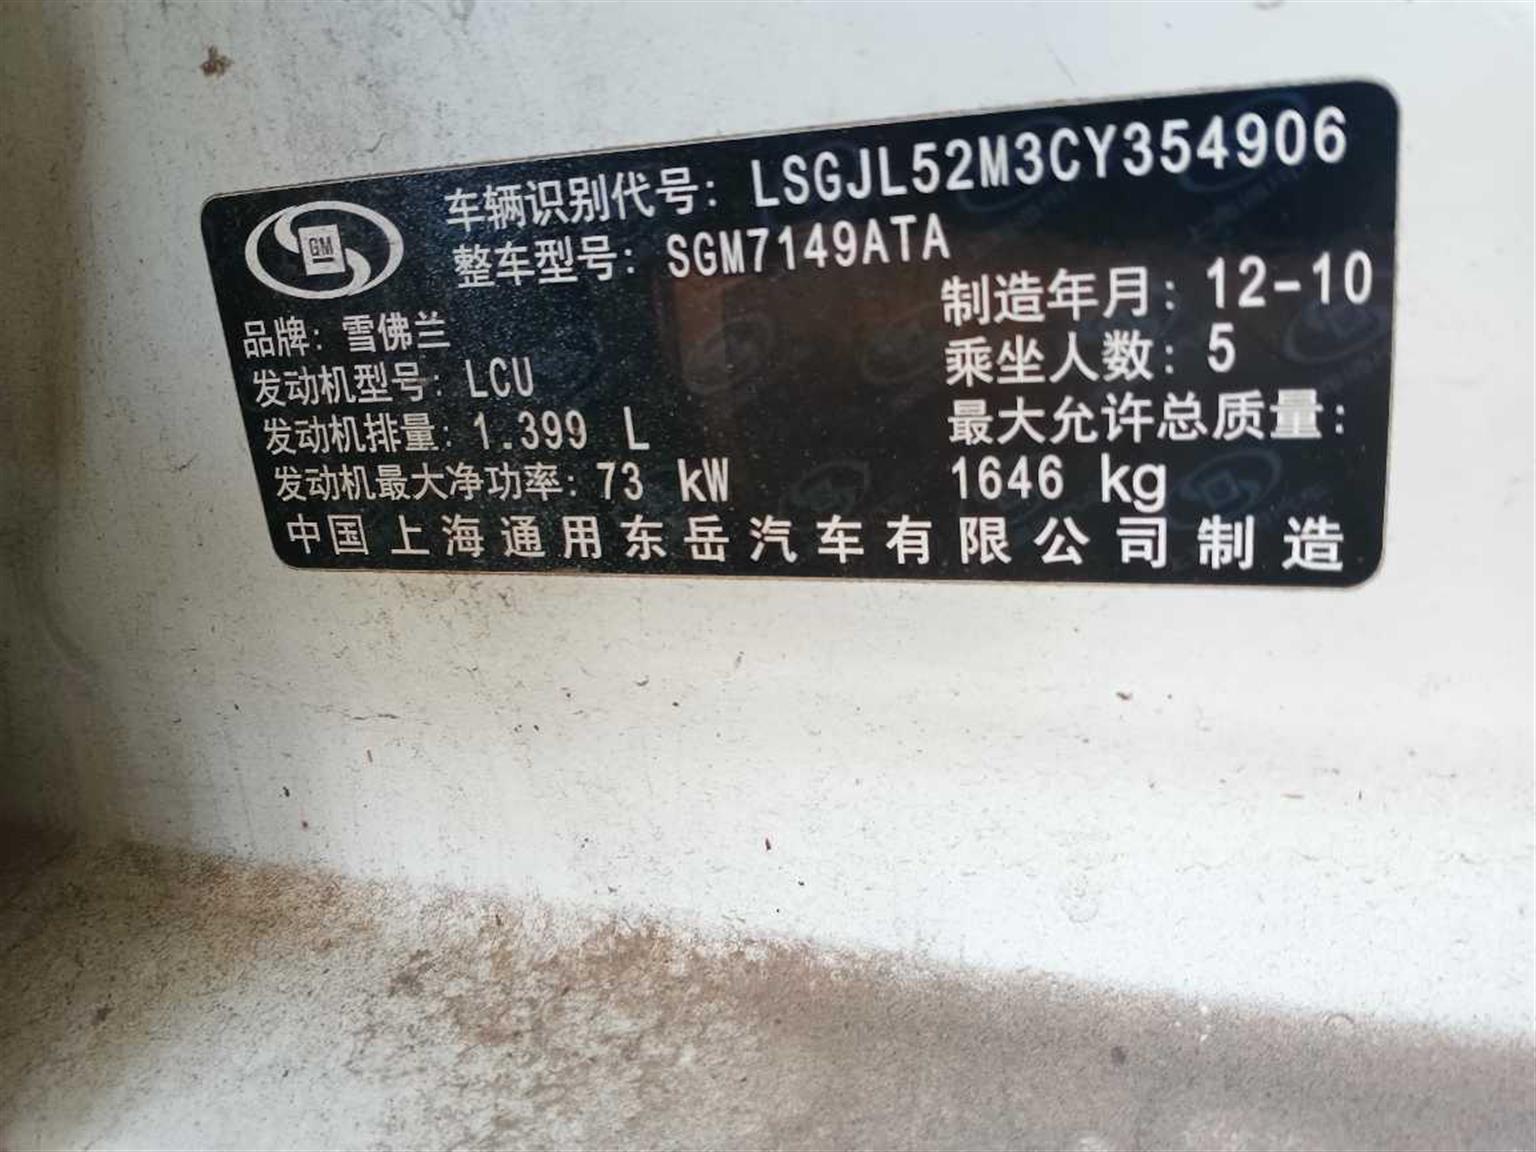 GM
车辆识别代号: LSGJL52M3CY354906
整车型号: SGM7149ATA
制造年月: 12-10
品牌: 雪佛兰
乘坐人数: 5
发动机型号: LCU
最大允许总质量:
发动机排量: 1.399 L
1646 kg
发动机最大净功率: 73 kW
中国上海通用东岳汽车有限公司制造